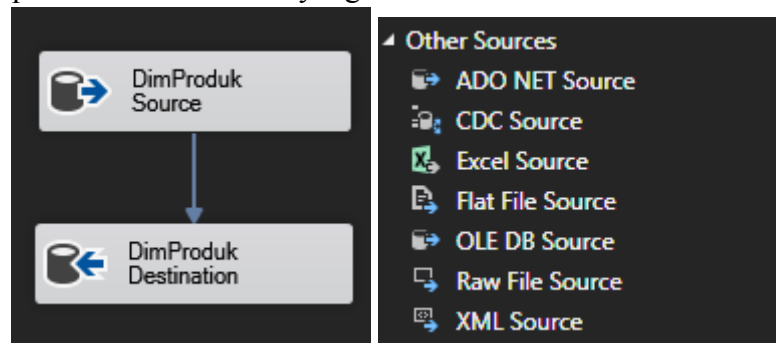 DimProduk
Source
DimProduk
Destination
Other Sources
ADO NET Source
CDC Source
Excel Source
Flat File Source
OLE DB Source
Raw File Source
XML Source